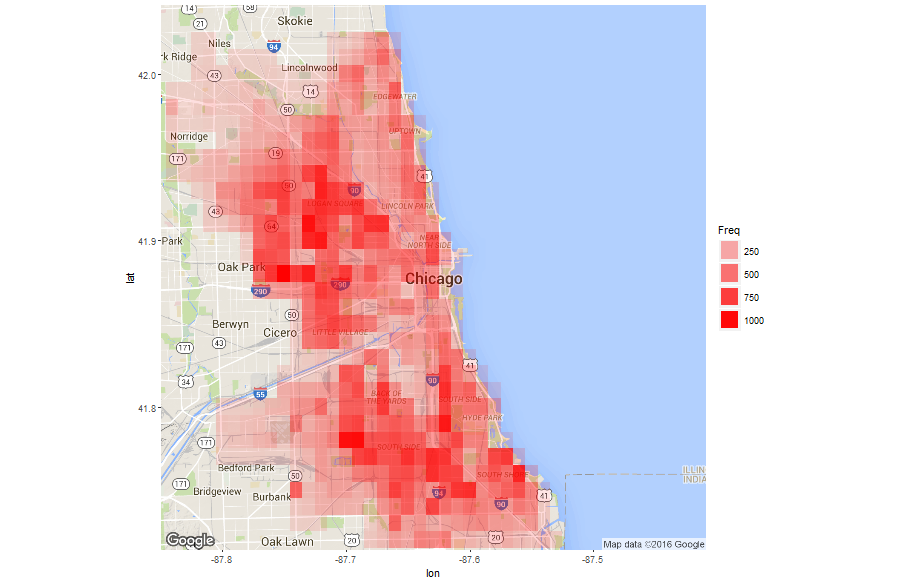 14
58
21
Skokie
Niles
94
rk Ridge
Lincolnwood
43
14
42.0
EDGEWATER
50
UPTOWN
Norridge
19
171
41
50
90
LOGAN SQUARE
LINCOLN PARK
43
64
Freq
NEAR
NORTH SIDE
41.9
Park
250
Oak Park
500
lat
Chicago
290
290
750
50
1000
Berwyn
Cicero
LITTLE VILLAGE
43
171
41
34
90
55
BACK OF
THE YARDS
SOUTH SIDE
41.8
HYDE PARK
171
SOUTH SIDE
Bedford Park
50
SOUTH SHORE
ILLIN
INDIA
171
Bridgeview
Burbank
94
41
90
Google
Oak Lawn
20
20
Map data ©2016 Google
-87.8
-87.7
-87.6
-87.5
lon